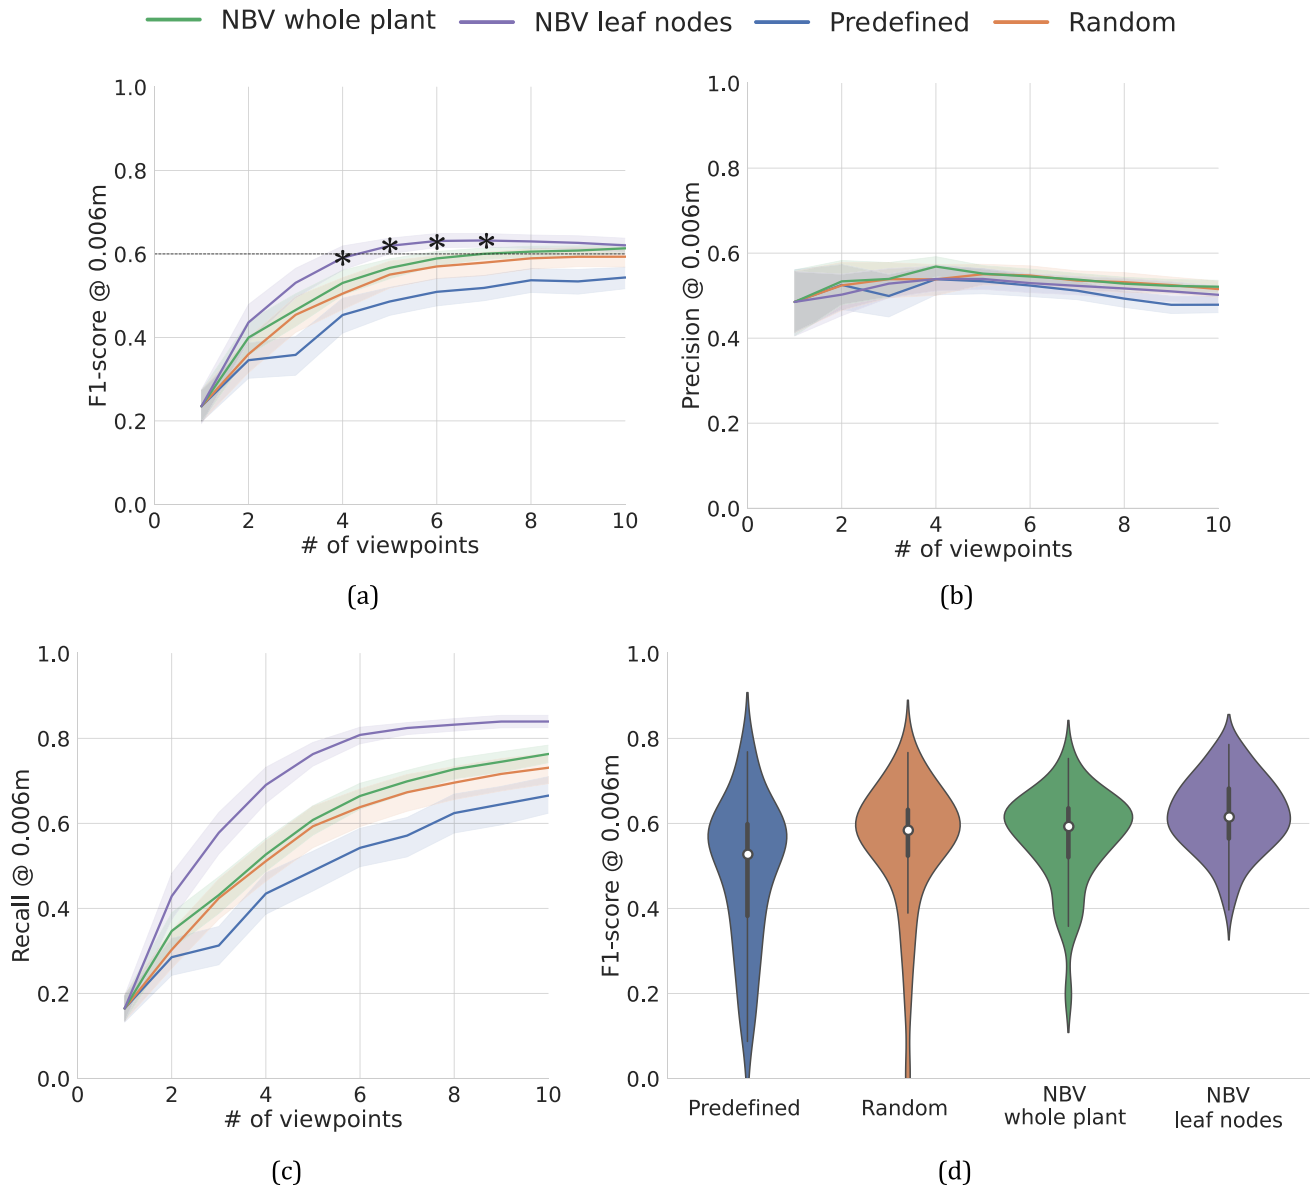 NBV whole plant NBV leaf nodes Predefined Random
1.0
0.8
0.6
0.4
0.2
0.0
F1-score @ 0.006m
* * * *
0 2 4 6 8 10
# of viewpoints
(a)
1.0
0.8
0.6
0.4
0.2
0.0
Precision @ 0.006m
0 2 4 6 8 10
# of viewpoints
(b)
1.0
0.8
0.6
0.4
0.2
0.0
Recall @ 0.006m
0 2 4 6 8 10
# of viewpoints
(c)
1.0
0.8
0.6
0.4
0.2
0.0
F1-score @ 0.006m
Predefined
Random
NBV
whole plant
NBV
leaf nodes
(d)